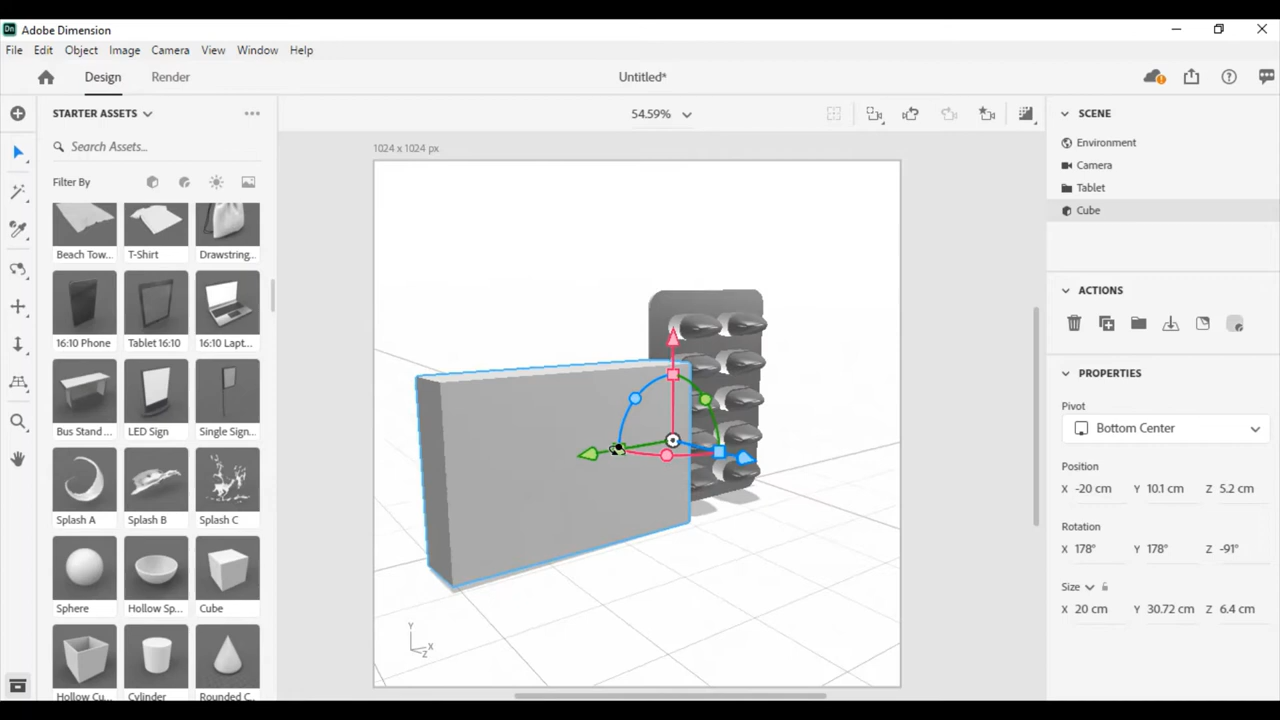 Dn Adobe Dimension
File Edit Object Image Camera View Window Help
Design Render Untitled*
STARTER ASSETS 54.59% SCENE
Search Assets...
1024 x 1024 px
Environment
Camera
Filter By
Tablet
Cube
Beach Tow... T-Shirt Drawstring...
ACTIONS
16:10 Phone Tablet 16:10 16:10 Lapt...
PROPERTIES
Pivot
Bottom Center
Bus Stand ... LED Sign Single Sign...
Position
X -20 cm Y 10.1 cm Z 5.2 cm
Splash A Splash B Splash C
Rotation
X 178° Y 178° Z -91°
Size
X 20 cm Y 30.72 cm Z 6.4 cm
Sphere Hollow Sp... Cube
Y
X
Z
Hollow Cu... Cylinder Rounded C...